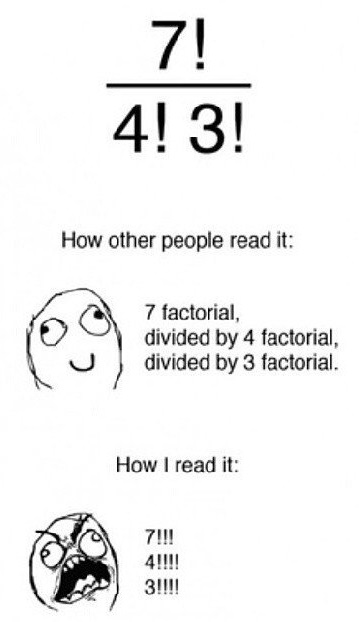 7!
4! 3!
How other people read it:
7 factorial,
divided by 4 factorial,
divided by 3 factorial.
How I read it:
7!!!
4!!!!
3!!!!